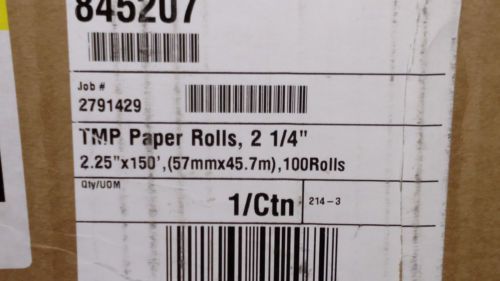 845207
Job #
2791429
TMP Paper Rolls, 2 1/4"
2.25"x150',(57mmx45.7m),100Rolls
Qty/UOM
1/Ctn
214-3